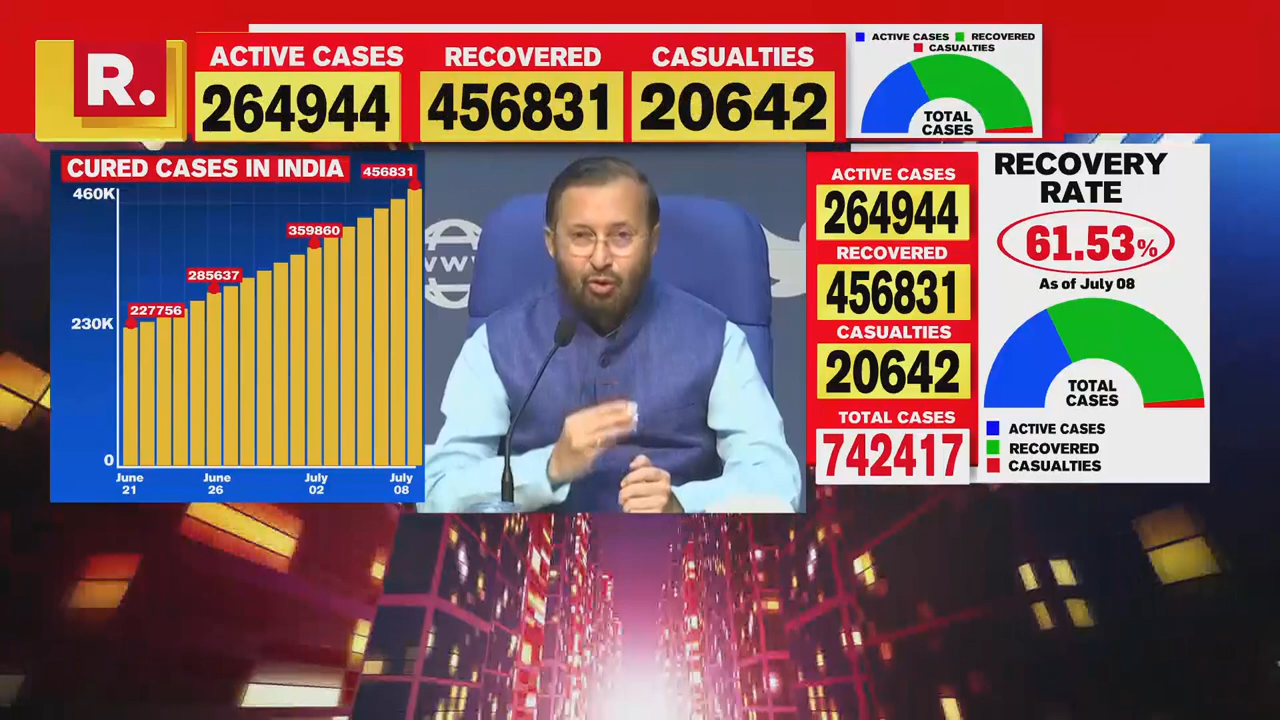 R.
ACTIVE CASES
264944
RECOVERED
456831
CASUALTIES
20642
ACTIVE CASES
RECOVERED
CASUALTIES
TOTAL
CASES
CURED CASES IN INDIA
460K
230K
0
227756
285637
359860
456831
June
21
June
26
July
02
July
08
WW
ACTIVE CASES
264944
RECOVERED
456831
CASUALTIES
20642
TOTAL CASES
742417
RECOVERY
RATE
61.53%
As of July 08
TOTAL
CASES
ACTIVE CASES
RECOVERED
CASUALTIES